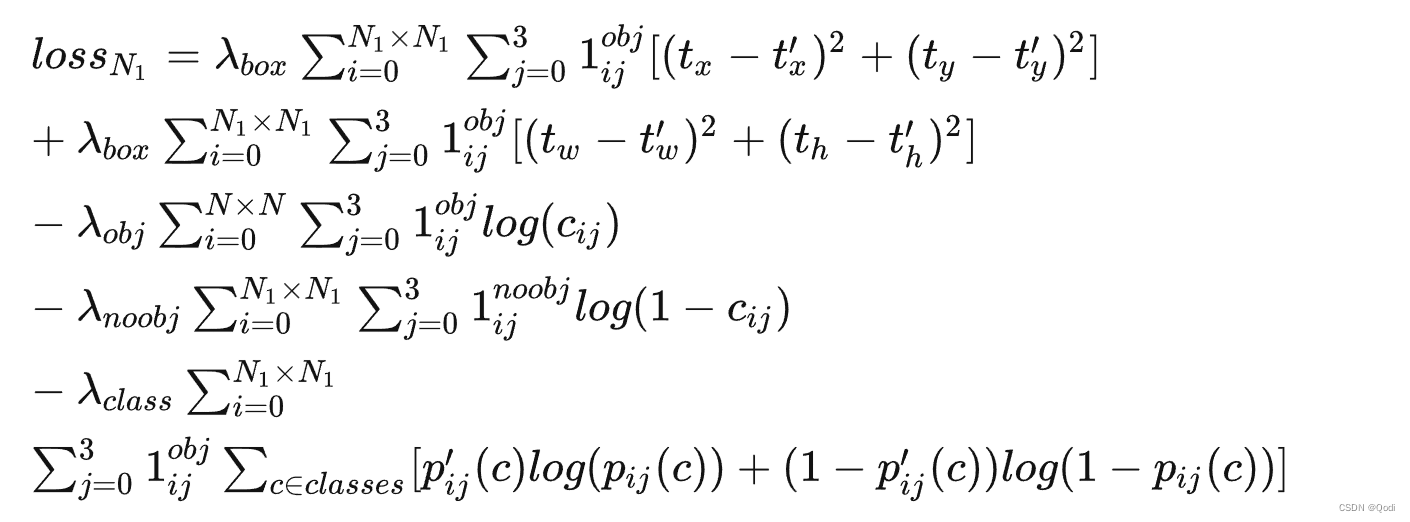 $loss_{N_1} = \lambda_{box} \sum_{i=0}^{N_1 \times N_1} \sum_{j=0}^{3} 1_{ij}^{obj} [(t_x - t'_x)^2 + (t_y - t'_y)^2]$
$+ \lambda_{box} \sum_{i=0}^{N_1 \times N_1} \sum_{j=0}^{3} 1_{ij}^{obj} [(t_w - t'_w)^2 + (t_h - t'_h)^2]$
$- \lambda_{obj} \sum_{i=0}^{N \times N} \sum_{j=0}^{3} 1_{ij}^{obj} log(c_{ij})$
$- \lambda_{noobj} \sum_{i=0}^{N_1 \times N_1} \sum_{j=0}^{3} 1_{ij}^{noobj} log(1 - c_{ij})$
$- \lambda_{class} \sum_{i=0}^{N_1 \times N_1}$
$\sum_{j=0}^{3} 1_{ij}^{obj} \sum_{c \in classes} [p'_{ij}(c) log(p_{ij}(c)) + (1 - p'_{ij}(c)) log(1 - p_{ij}(c))]$
CSDN @Qodi